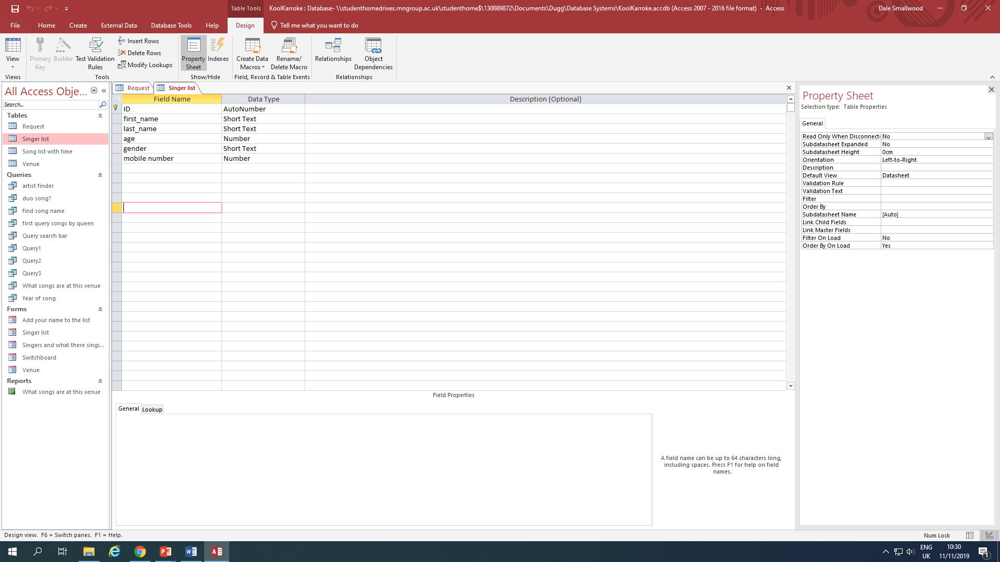 Table Tools
KoolKarroke : Database- \\studenthomedrives.rnngroup.ac.uk\studenthome$\130089872\Documents\Dugg\Database Systems\KoolKarroke.accdb (Access 2007 - 2016 file format) - Access
Dale Smallwood
File Home Create External Data Database Tools Help Design Tell me what you want to do
View
Primary Key
Builder
Test Validation Rules
Insert Rows
Delete Rows
Modify Lookups
Property Sheet
Indexes
Create Data Macros
Rename/ Delete Macro
Relationships
Object Dependencies
Views Tools Show/Hide Field, Record & Table Events Relationships
All Access Obje...
Search...
Tables
Request
Singer list
Song list with time
Venue
Queries
artist finder
duo song?
find song name
first query songs by queen
Query search bar
Query1
Query2
Query3
What songs are at this venue
Year of song
Forms
Add your name to the list
Singer list
Singers and what there singi...
Switchboard
Venue
Reports
What songs are at this venue
Request Singer list
Field Name Data Type Description (Optional)
ID AutoNumber
first_name Short Text
last_name Short Text
age Number
gender Short Text
mobile number Number
Field Properties
General Lookup
A field name can be up to 64 characters long,
including spaces. Press F1 for help on field
names.
Property Sheet
Selection type: Table Properties
General
Read Only When Disconnect No
Subdatasheet Expanded No
Subdatasheet Height 0cm
Orientation Left-to-Right
Description
Default View Datasheet
Validation Rule
Validation Text
Filter
Order By
Subdatasheet Name [Auto]
Link Child Fields
Link Master Fields
Filter On Load No
Order By On Load Yes
Design view. F6 = Switch panes. F1 = Help.
Num Lock
ENG
UK
10:30
11/11/2019
1